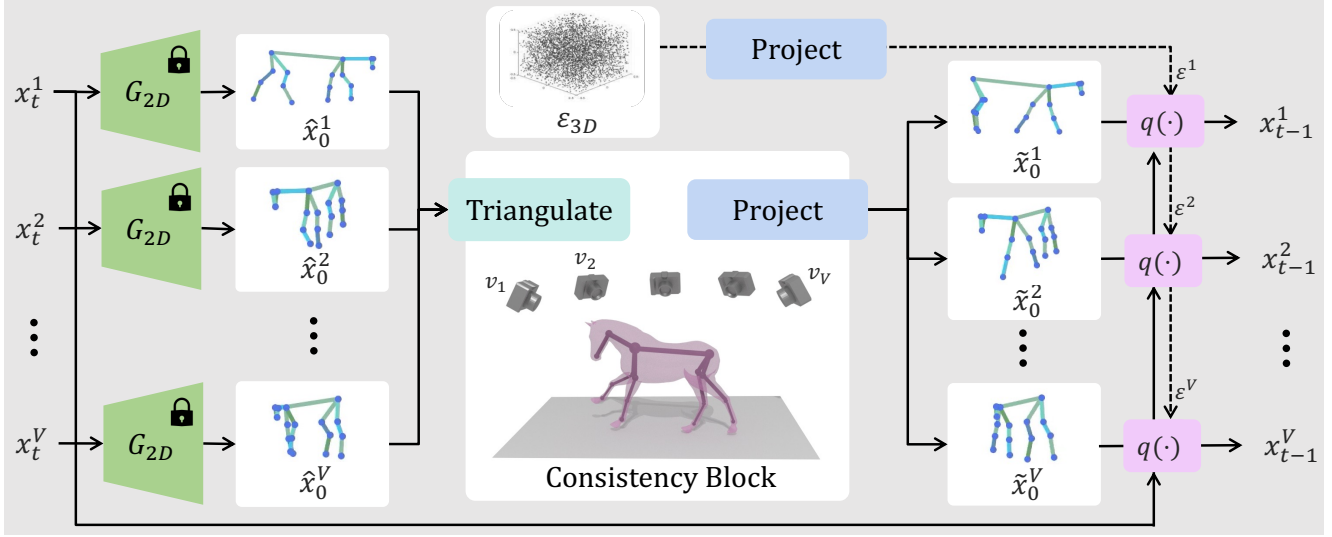 x_t^1
G_{2D}
x̂_0^1
ε_{3D}
Project
ε^1
x̃_0^1
q(·)
x_{t-1}^1
x_t^2
G_{2D}
x̂_0^2
Triangulate
Project
ε^2
x̃_0^2
q(·)
x_{t-1}^2
v_1
v_2
v_V
x_t^V
G_{2D}
x̂_0^V
Consistency Block
ε^V
x̃_0^V
q(·)
x_{t-1}^V